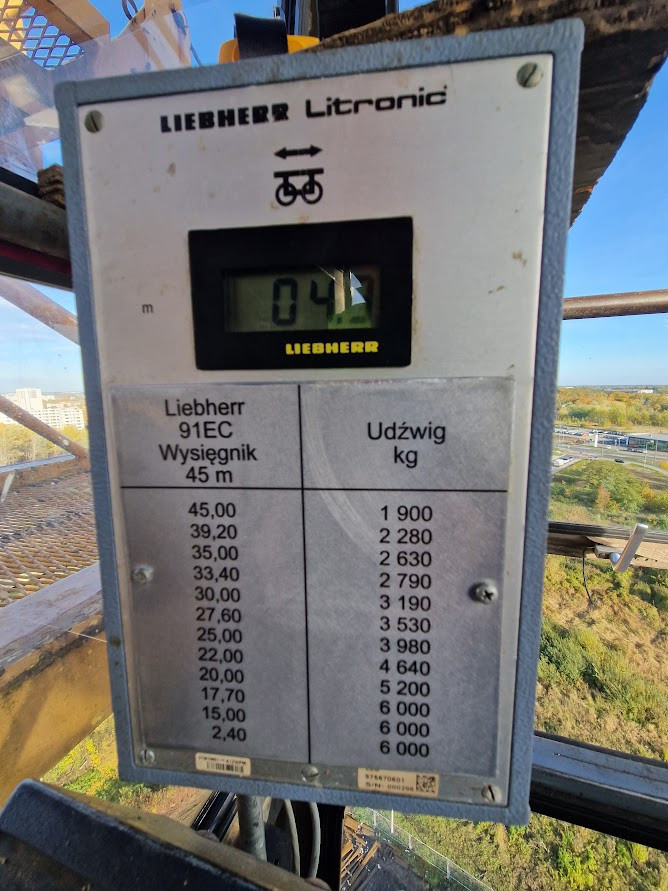 LIEBHERR Litronic
m
LIEBHERR
Liebherr
91EC
Wysięgnik
45 m
Udźwig
kg
45,00 1 900
39,20 2 280
35,00 2 630
33,40 2 790
30,00 3 190
27,60 3 530
25,00 3 980
22,00 4 640
20,00 5 200
17,70 6 000
15,00 6 000
2,40 6 000
S/N: 000206